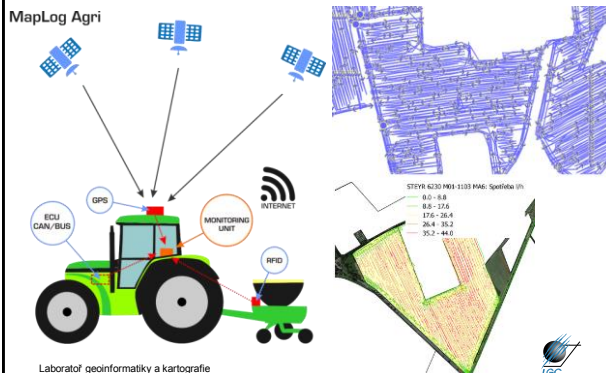 MapLog Agri
GPS
ECU
CAN/BUS
MONITORING
UNIT
INTERNET
RFID
STEYR 6230 M01-1103 MA6: Spotřeba l/h
0.0 - 8.8
8.8 - 17.6
17.6 - 26.4
26.4 - 35.2
35.2 - 44.0
Laboratoř geoinformatiky a kartografie
LGC